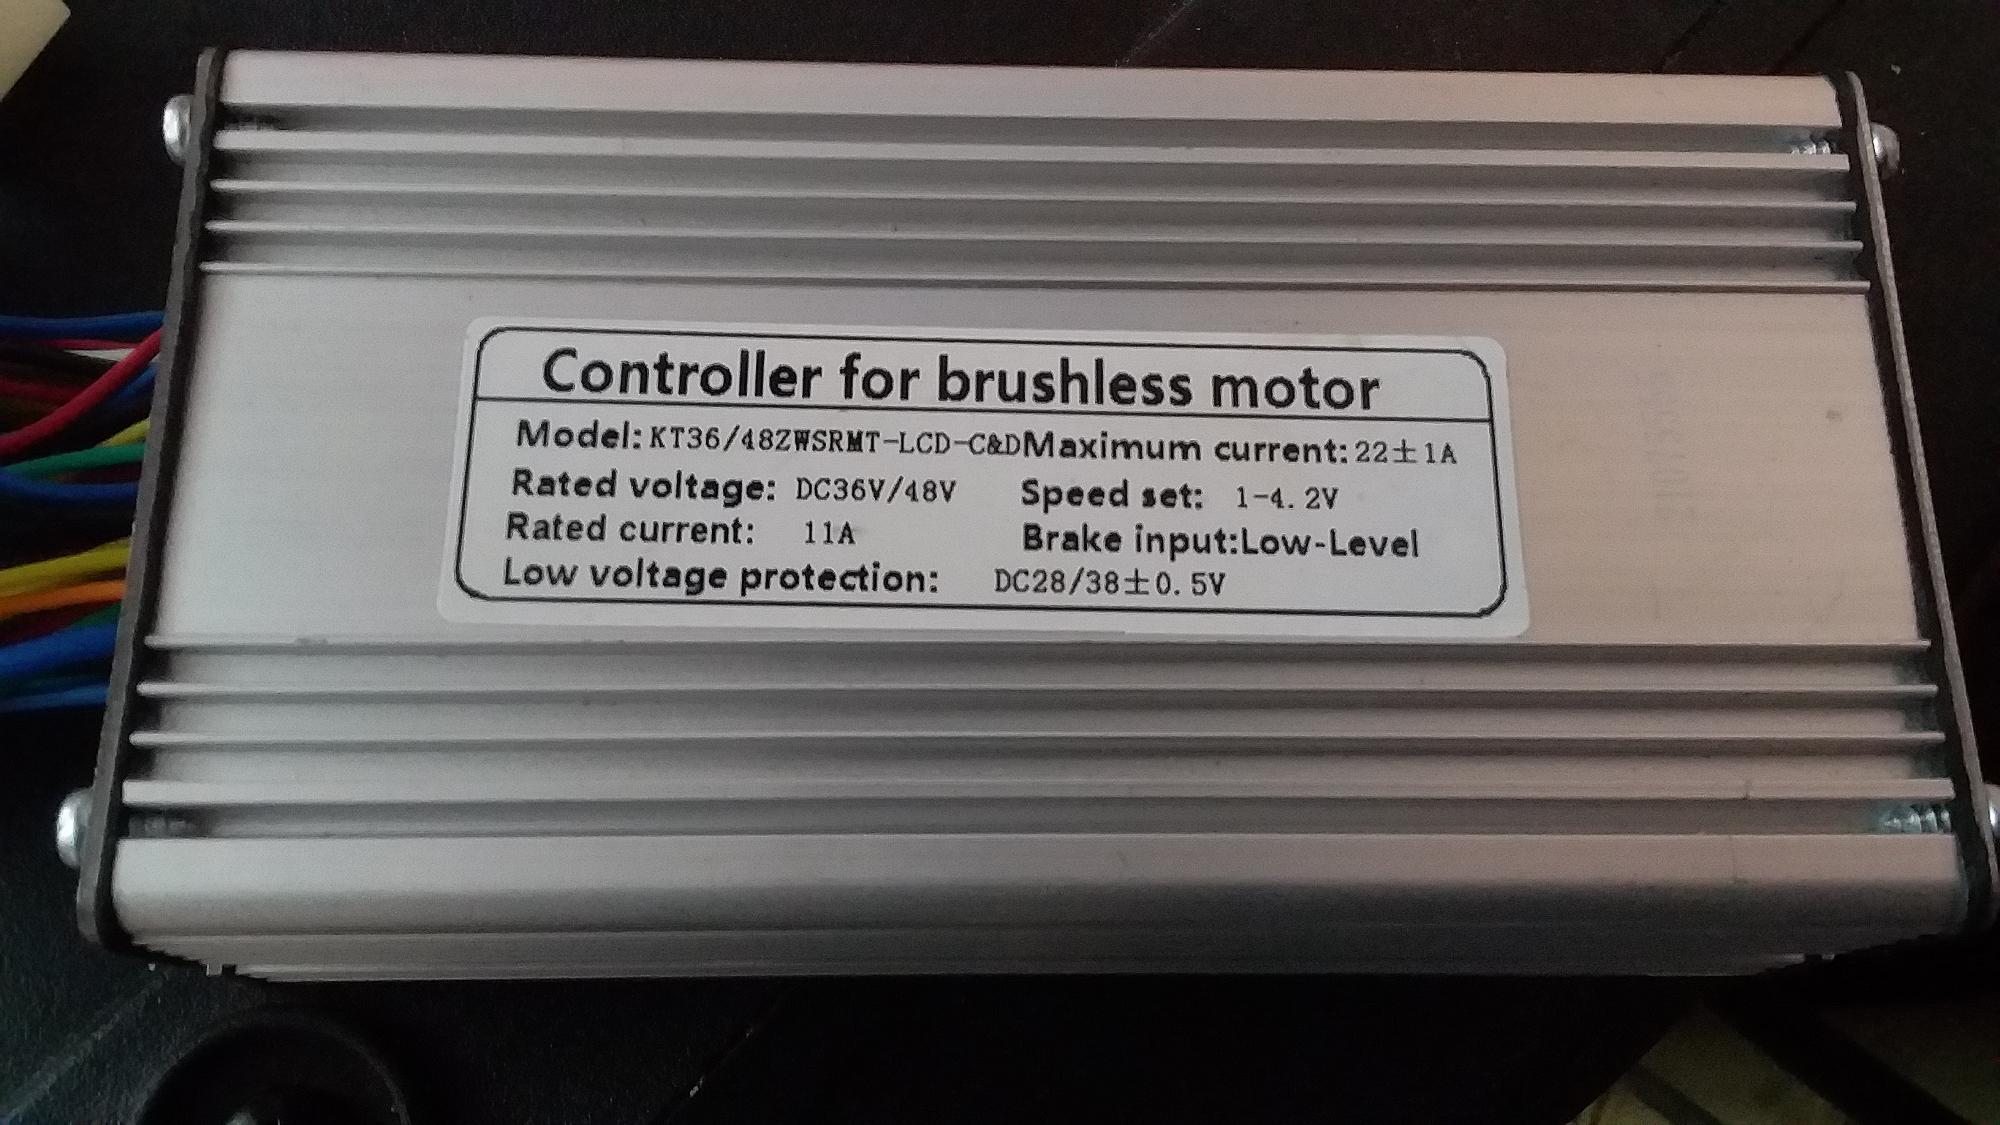 Controller for brushless motor
Model: KT36/48ZWSRMT-LCD-C&D Maximum current: 22±1A
Rated voltage: DC36V/48V Speed set: 1-4.2V
Rated current: 11A Brake input:Low-Level
Low voltage protection: DC28/38±0.5V